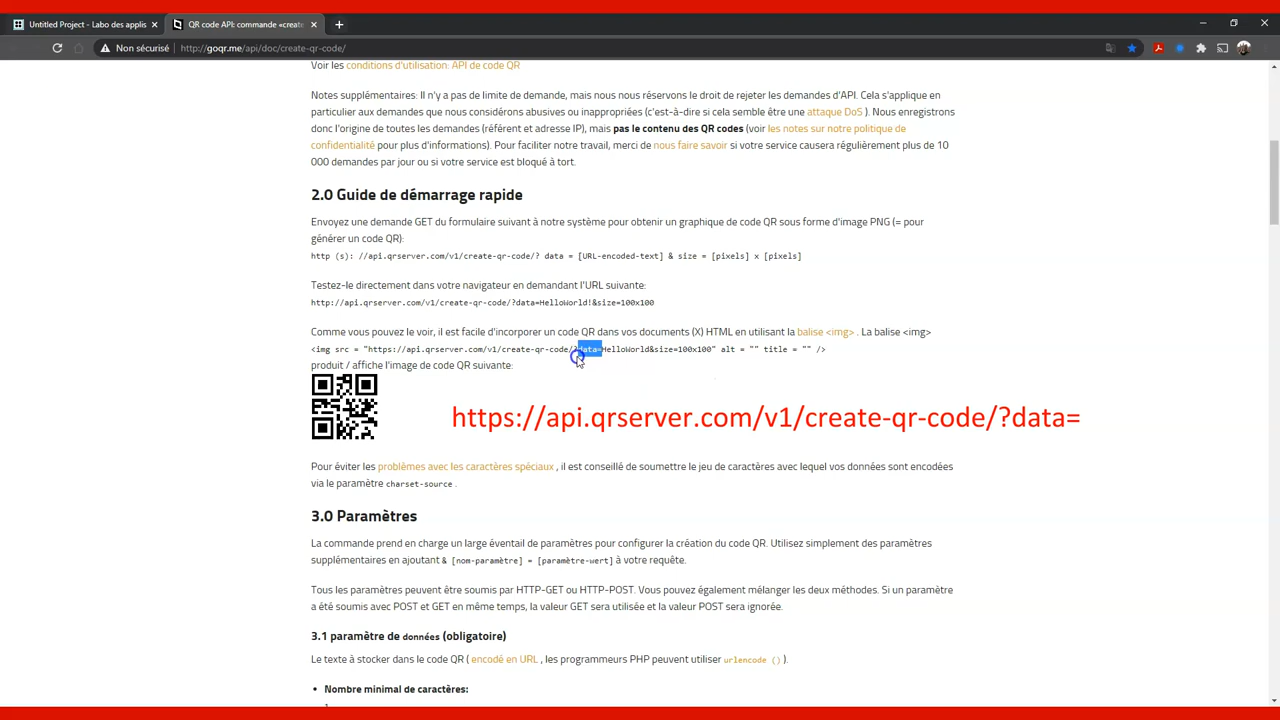 Untitled Project - Labo des applis
QR code API: commande «create
Non sécurisé
http://goqr.me/api/doc/create-qr-code/
Voir les conditions d'utilisation: API de code QR
Notes supplémentaires: Il n'y a pas de limite de demande, mais nous nous réservons le droit de rejeter les demandes d'API. Cela s'applique en
particulier aux demandes que nous considérons abusives ou inappropriées (c'est-à-dire si cela semble être une attaque DoS ). Nous enregistrons
donc l'origine de toutes les demandes (référent et adresse IP), mais pas le contenu des QR codes (voir les notes sur notre politique de
confidentialité pour plus d'informations). Pour faciliter notre travail, merci de nous faire savoir si votre service causera régulièrement plus de 10
000 demandes par jour ou si votre service est bloqué à tort.
2.0 Guide de démarrage rapide
Envoyez une demande GET du formulaire suivant à notre système pour obtenir un graphique de code QR sous forme d'image PNG (= pour
générer un code QR):
http (s): //api.qrserver.com/v1/create-qr-code/? data = [URL-encoded-text] & size = [pixels] x [pixels]
Testez-le directement dans votre navigateur en demandant l'URL suivante:
http://api.qrserver.com/v1/create-qr-code/?data=HelloWorld!&size=100x100
Comme vous pouvez le voir, il est facile d'incorporer un code QR dans vos documents (X) HTML en utilisant la balise <img> . La balise <img>
<img src = "https://api.qrserver.com/v1/create-qr-code/?data=HelloWorld&size=100x100" alt = "" title = "" />
produit / affiche l'image de code QR suivante:
https://api.qrserver.com/v1/create-qr-code/?data=
Pour éviter les problèmes avec les caractères spéciaux , il est conseillé de soumettre le jeu de caractères avec lequel vos données sont encodées
via le paramètre charset-source .
3.0 Paramètres
La commande prend en charge un large éventail de paramètres pour configurer la création du code QR. Utilisez simplement des paramètres
supplémentaires en ajoutant & [nom-paramètre] = [paramètre-wert] à votre requête.
Tous les paramètres peuvent être soumis par HTTP-GET ou HTTP-POST. Vous pouvez également mélanger les deux méthodes. Si un paramètre
a été soumis avec POST et GET en même temps, la valeur GET sera utilisée et la valeur POST sera ignorée.
3.1 paramètre de données (obligatoire)
Le texte à stocker dans le code QR ( encodé en URL , les programmeurs PHP peuvent utiliser urlencode () ).
• Nombre minimal de caractères: